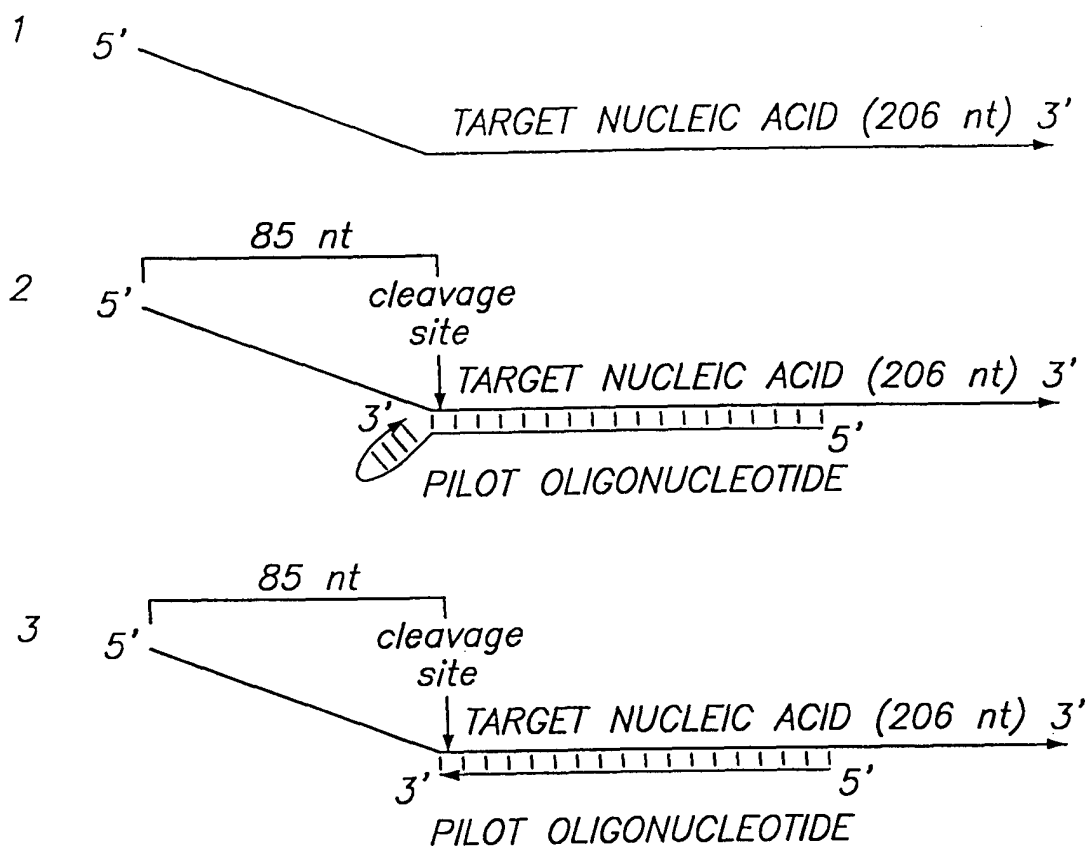 1
5'
TARGET NUCLEIC ACID (206 nt) 3'
2
85 nt
5'
cleavage
site
TARGET NUCLEIC ACID (206 nt) 3'
3'
5'
PILOT OLIGONUCLEOTIDE
3
85 nt
5'
cleavage
site
TARGET NUCLEIC ACID (206 nt) 3'
3'
5'
PILOT OLIGONUCLEOTIDE